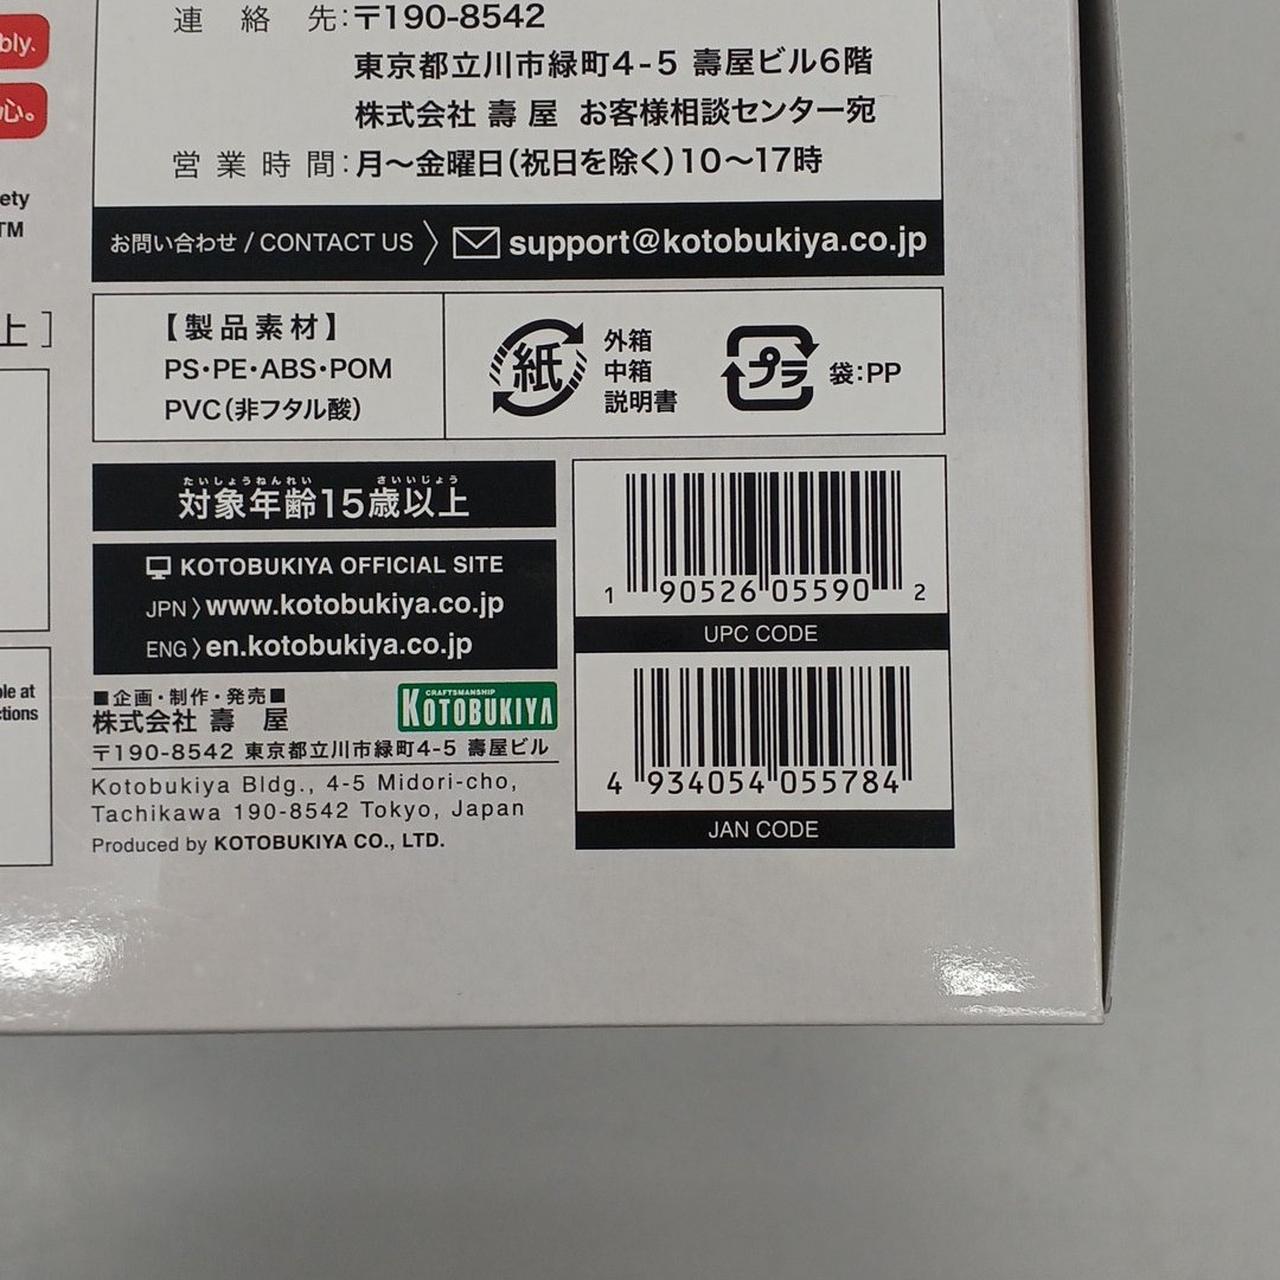 bly.
心。
ety
TM
上］
ble at
ctions
連絡先：〒190-8542
東京都立川市緑町4-5 壽屋ビル6階
株式会社 壽屋 お客様相談センター宛
営業時間：月〜金曜日（祝日を除く）10〜17時
お問い合わせ / CONTACT US 〉 support@kotobukiya.co.jp
【製品素材】
PS・PE・ABS・POM
PVC（非フタル酸）
紙
外箱
中箱
説明書
プラ
袋：PP
たいしょうねんれい さいいじょう
対象年齢15歳以上
KOTOBUKIYA OFFICIAL SITE
JPN 〉www.kotobukiya.co.jp
ENG 〉en.kotobukiya.co.jp
■企画・制作・発売■
株式会社 壽屋
CRAFTSMANSHIP
KOTOBUKIYA
〒190-8542 東京都立川市緑町4-5 壽屋ビル
Kotobukiya Bldg., 4-5 Midori-cho,
Tachikawa 190-8542 Tokyo, Japan
Produced by KOTOBUKIYA CO., LTD.
1 90526 05590 2
UPC CODE
4 934054 055784
JAN CODE